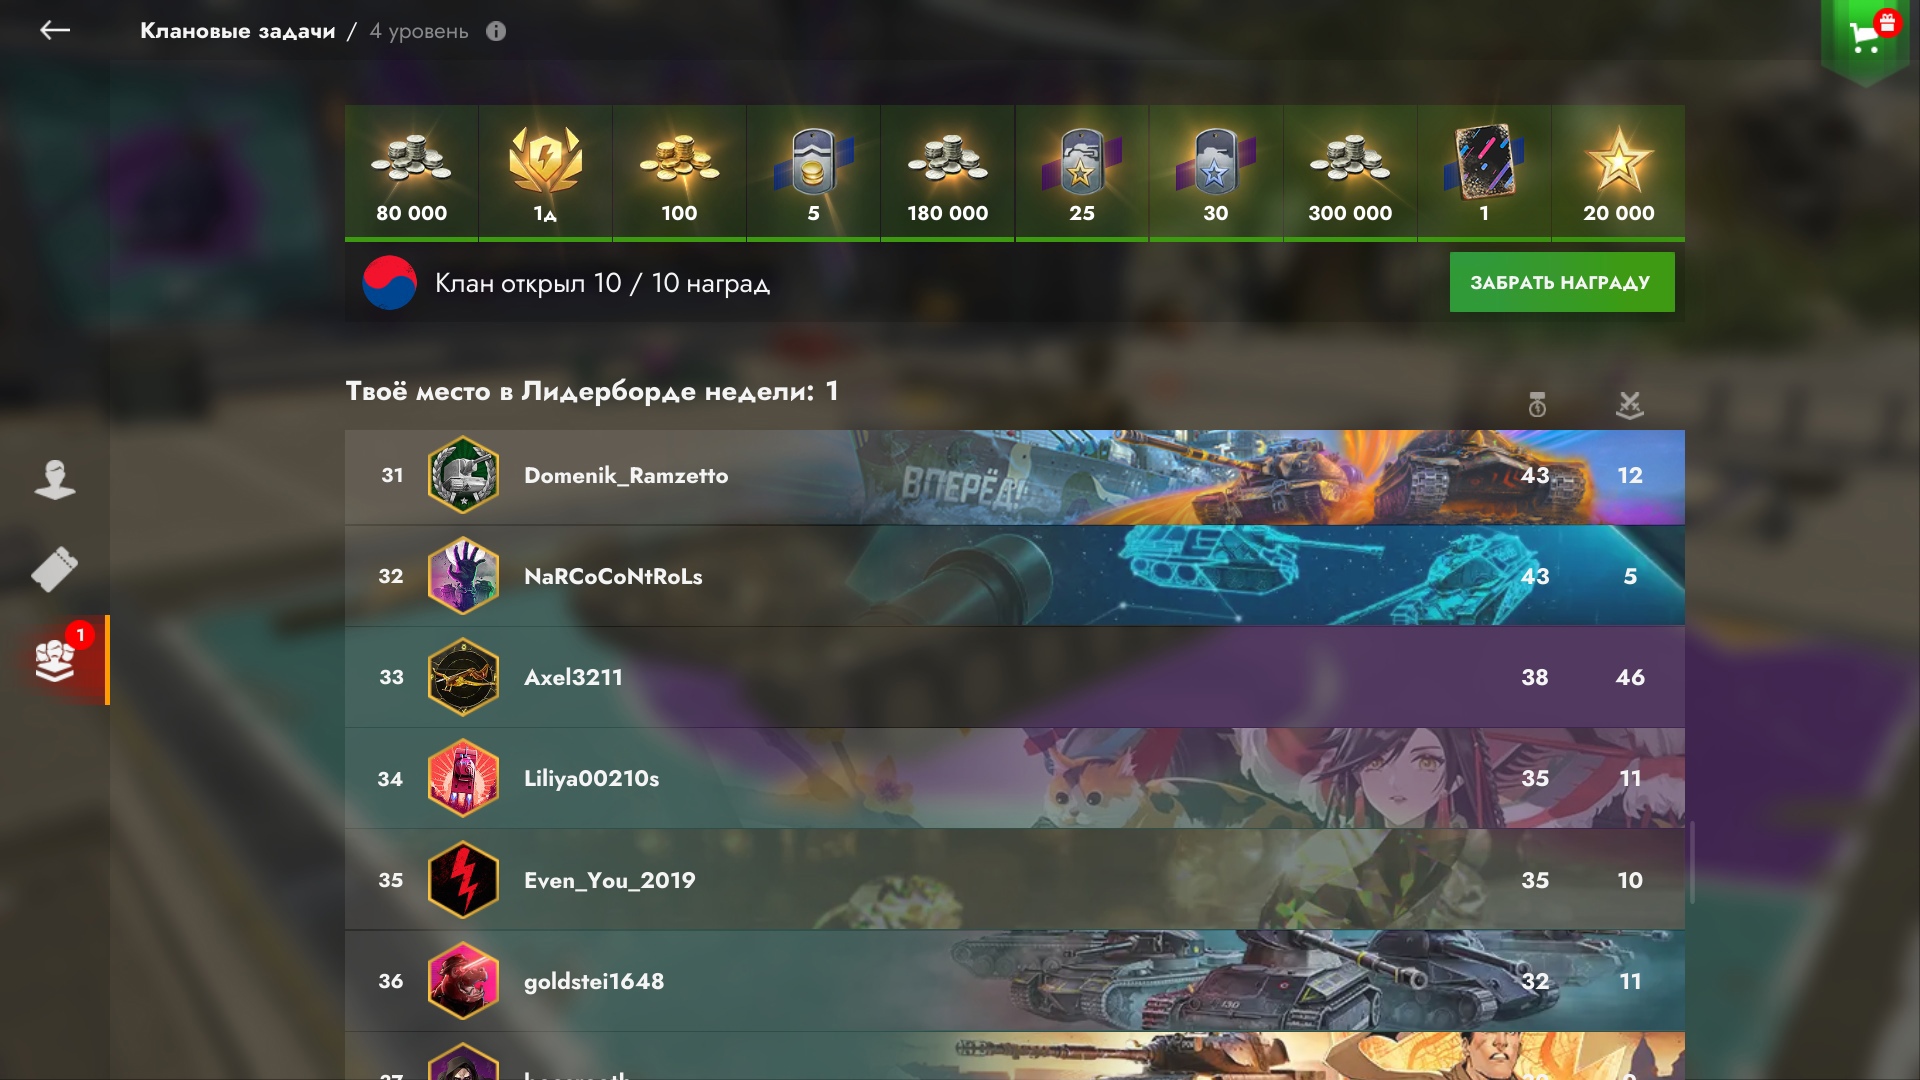 Клановые задачи / 4 уровень
80 000 1д 100 5 180 000 25 30 300 000 1 20 000
Клан открыл 10 / 10 наград
ЗАБРАТЬ НАГРАДУ
Твоё место в Лидерборде недели: 1
31 Domenik_Ramzetto ВПЕРЁД! 43 12
32 NaRCoCoNtRoLs 43 5
1
33 Axel3211 38 46
34 Liliya00210s 35 11
35 Even_You_2019 35 10
36 goldstei1648 130 32 11
37